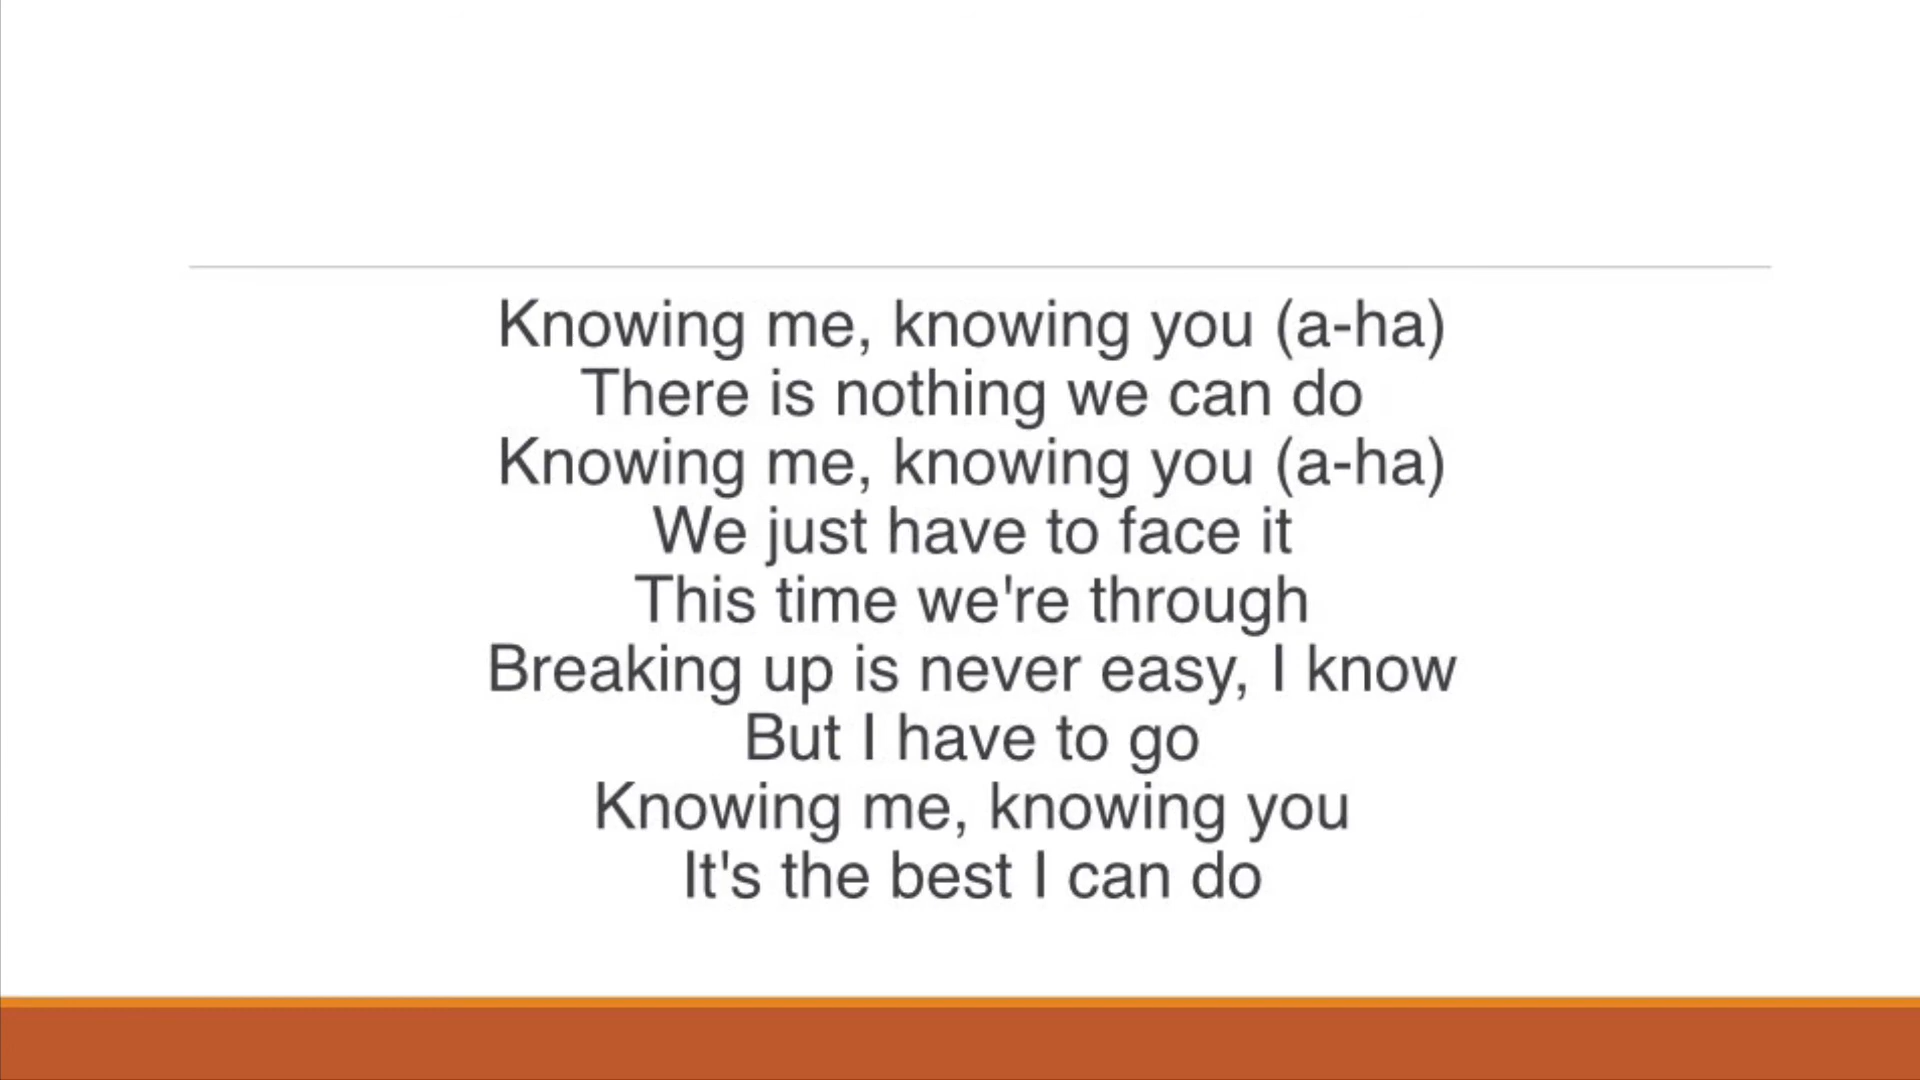 Knowing me, knowing you (a-ha)
There is nothing we can do
Knowing me, knowing you (a-ha)
We just have to face it
This time we're through
Breaking up is never easy, I know
But I have to go
Knowing me, knowing you
It's the best I can do